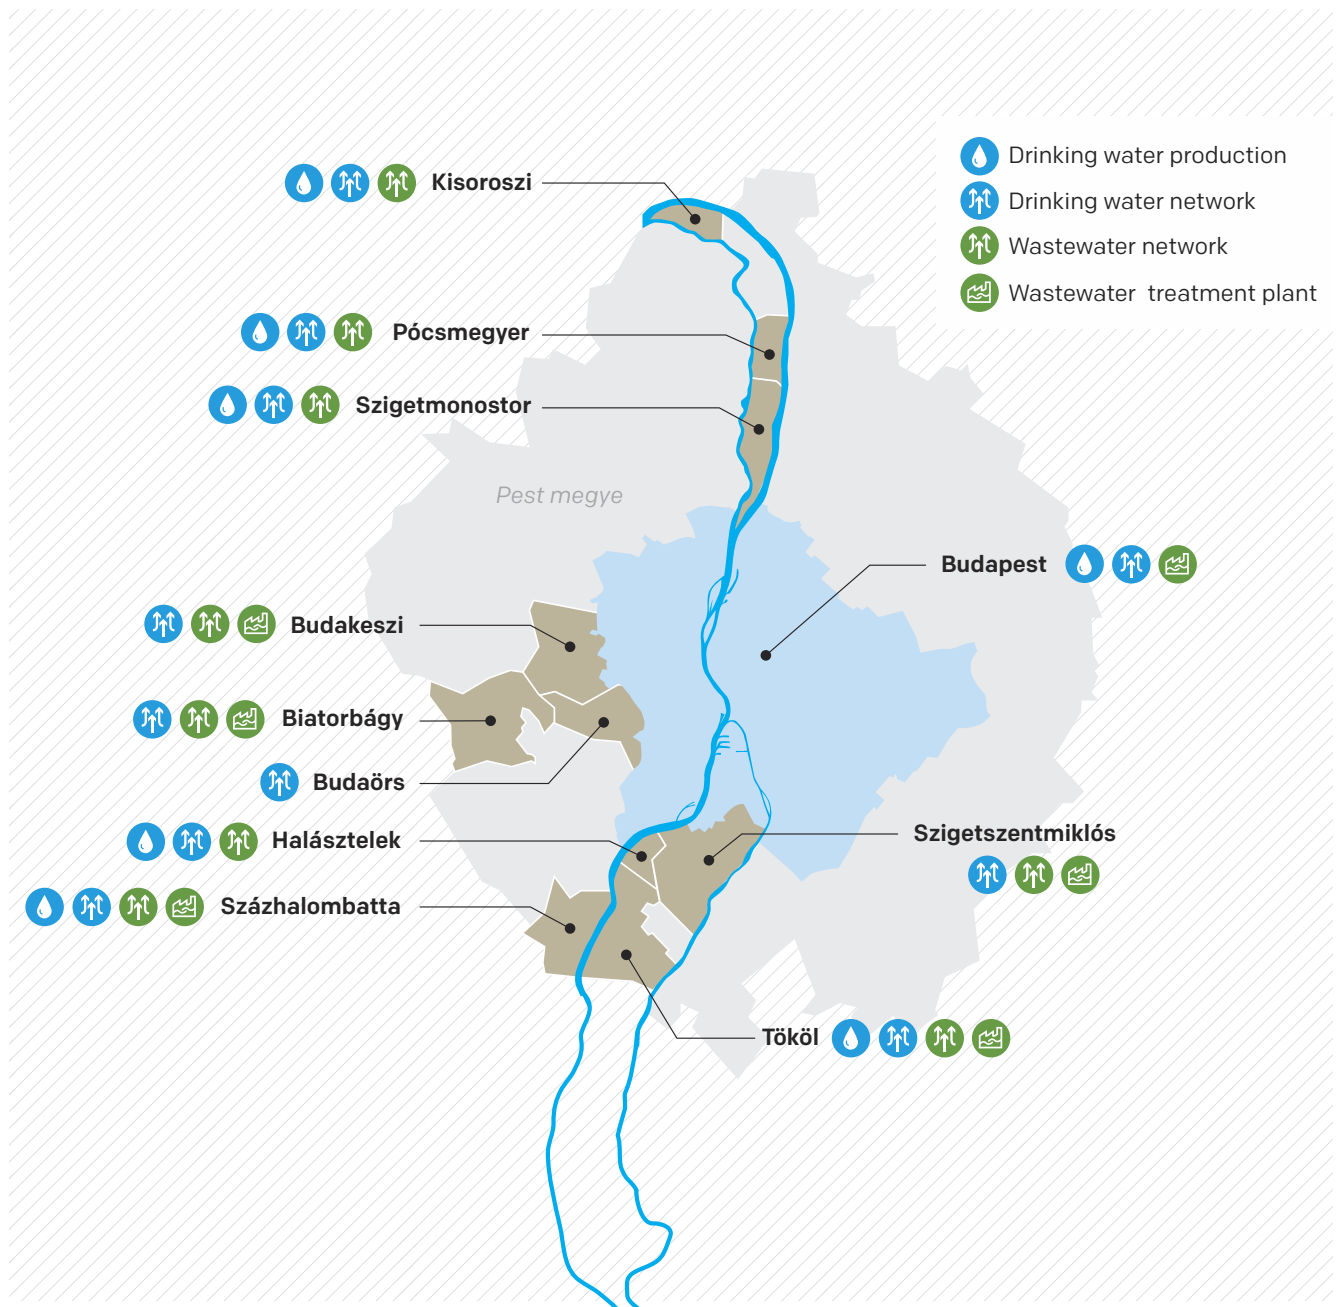 Drinking water production
Drinking water network
Wastewater network
Wastewater treatment plant
Kisoroszi
Pócsmegyer
Szigetmonostor
Pest megye
Budapest
Budakeszi
Biatorbágy
Budaörs
Halásztelek
Szigetszentmiklós
Százhalombatta
Tököl